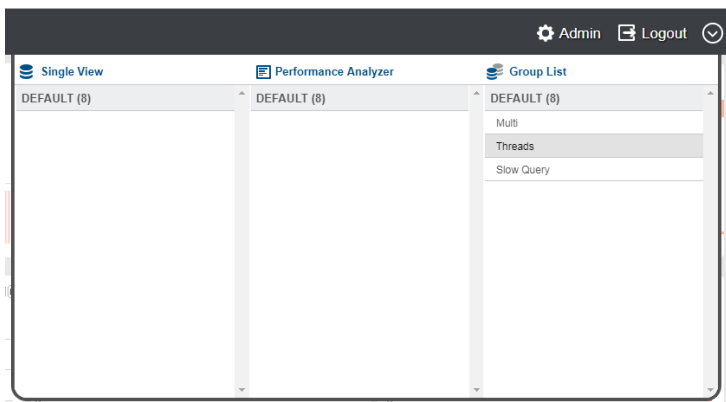 Admin Logout
Single View Performance Analyzer Group List
DEFAULT (8) DEFAULT (8) DEFAULT (8)
Multi
Threads
Slow Query